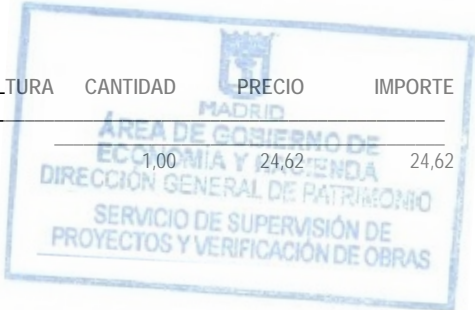 LTURA CANTIDAD PRECIO IMPORTE
MADRID
ÁREA DE GOBIERNO DE
ECONOMÍA Y HACIENDA
1,00 24,62 24,62
DIRECCIÓN GENERAL DE PATRIMONIO
SERVICIO DE SUPERVISIÓN DE
PROYECTOS Y VERIFICACIÓN DE OBRAS